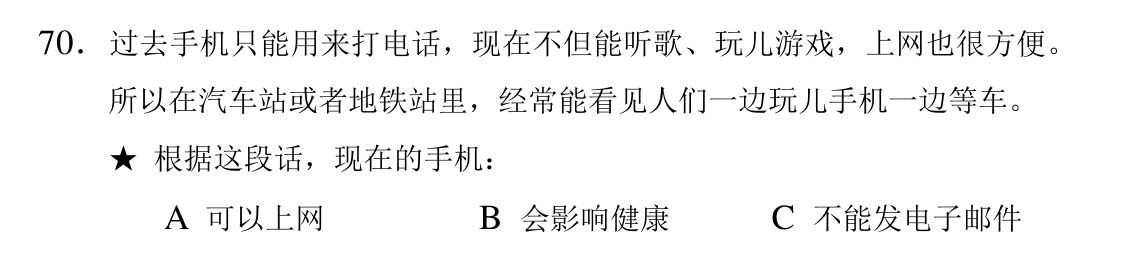 70．过去手机只能用来打电话，现在不但能听歌、玩儿游戏，上网也很方便。
所以在汽车站或者地铁站里，经常能看见人们一边玩儿手机一边等车。
★ 根据这段话，现在的手机：
A 可以上网 B 会影响健康 C 不能发电子邮件